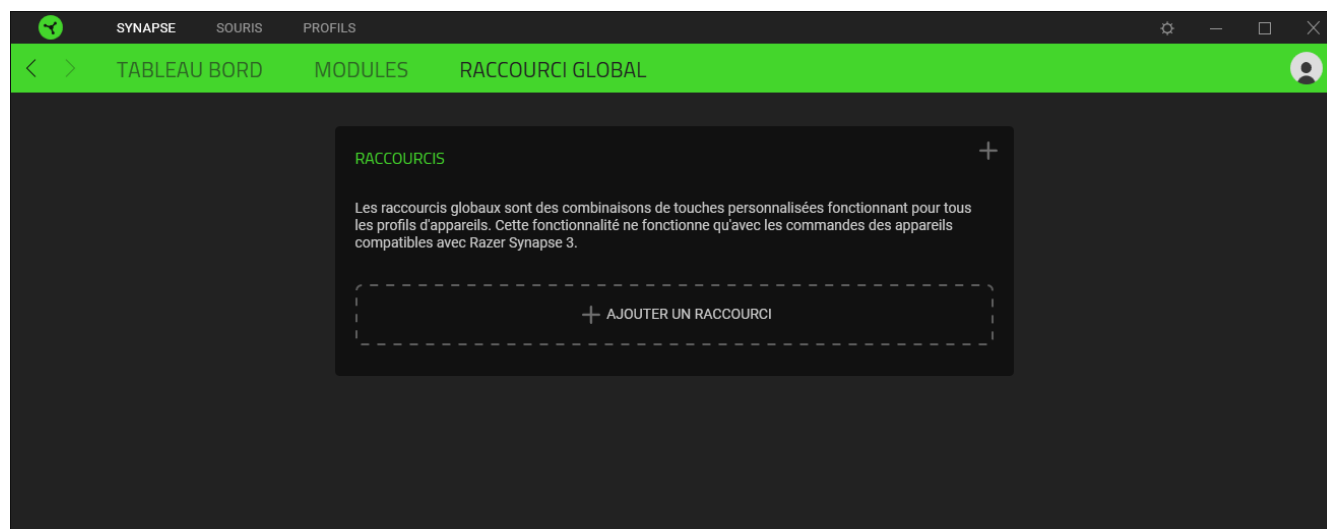 SYNAPSE SOURIS PROFILS
TABLEAU BORD MODULES RACCOURCI GLOBAL
RACCOURCIS
Les raccourcis globaux sont des combinaisons de touches personnalisées fonctionnant pour tous
les profils d'appareils. Cette fonctionnalité ne fonctionne qu'avec les commandes des appareils
compatibles avec Razer Synapse 3.
AJOUTER UN RACCOURCI